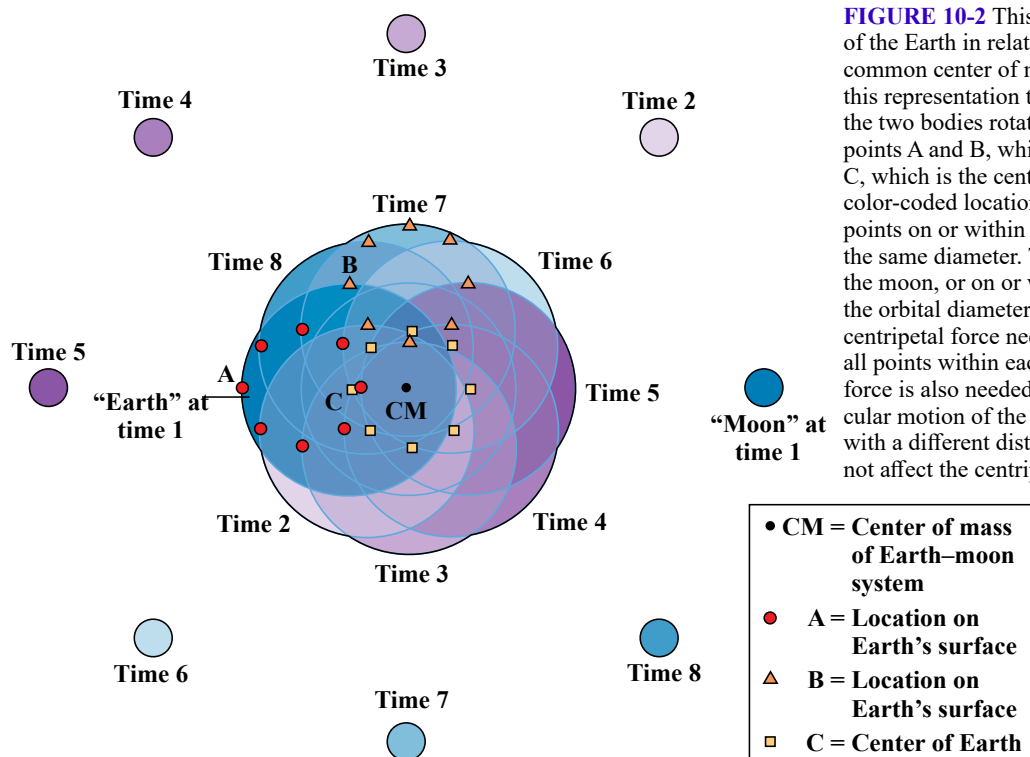 FIGURE 10-2 This
of the Earth in relat
common center of
this representation t
the two bodies rotat
points A and B, whi
C, which is the cent
color-coded location
points on or within
the same diameter.
the moon, or on or
the orbital diameter
centripetal force nee
all points within eac
force is also needed
cular motion of the
with a different dist
not affect the centrip
Time 3
Time 4
Time 2
Time 7
Time 8
Time 6
B
Time 5
A
C
CM
Time 5
"Earth" at
time 1
"Moon" at
time 1
Time 2
Time 4
Time 3
Time 6
Time 8
Time 7
CM = Center of mass
of Earth–moon
system
A = Location on
Earth's surface
B = Location on
Earth's surface
C = Center of Earth